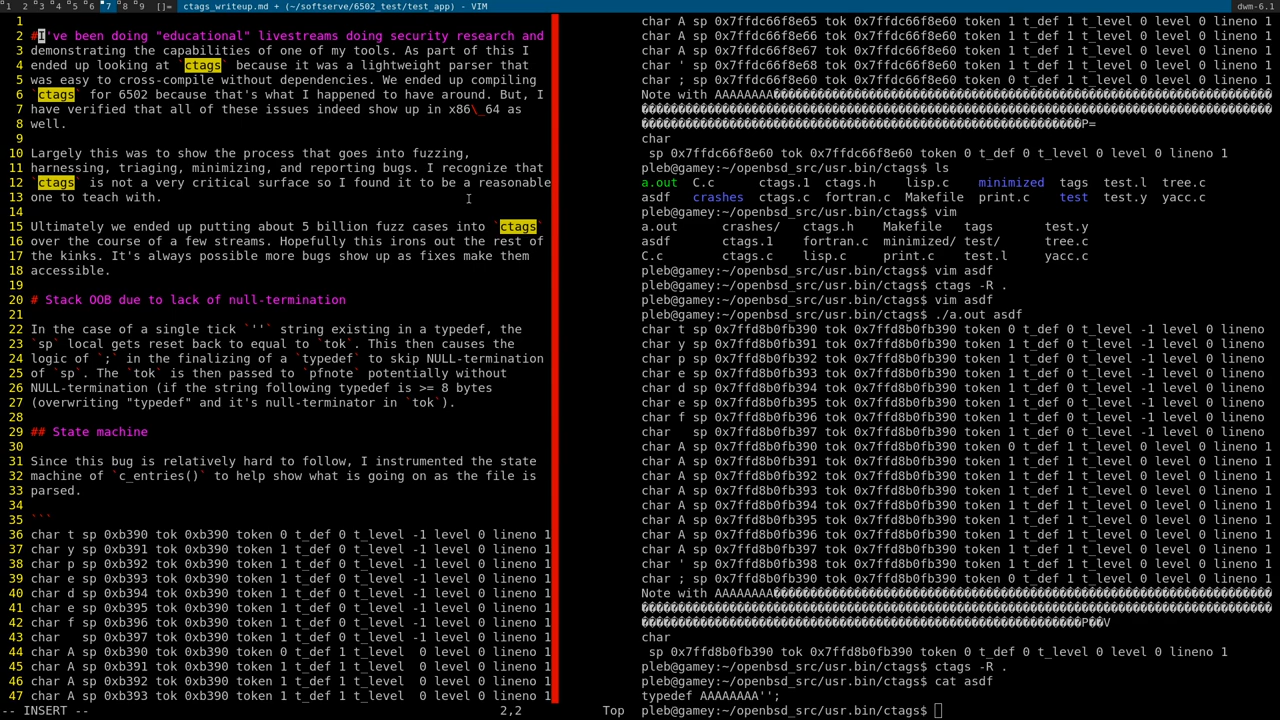 1 2 3 4 5 6 7 8 9 []= ctags_writeup.md + (~/softserve/6502_test/test_app) - VIM dwm-6.1
1
2 #I've been doing "educational" livestreams doing security research and
3 demonstrating the capabilities of one of my tools. As part of this I
4 ended up looking at `ctags` because it was a lightweight parser that
5 was easy to cross-compile without dependencies. We ended up compiling
6 `ctags` for 6502 because that's what I happened to have around. But, I
7 have verified that all of these issues indeed show up in x86\_64 as
8 well.
9
10 Largely this was to show the process that goes into fuzzing,
11 harnessing, triaging, minimizing, and reporting bugs. I recognize that
12 `ctags` is not a very critical surface so I found it to be a reasonable
13 one to teach with.
14
15 Ultimately we ended up putting about 5 billion fuzz cases into `ctags`
16 over the course of a few streams. Hopefully this irons out the rest of
17 the kinks. It's always possible more bugs show up as fixes make them
18 accessible.
19
20 # Stack OOB due to lack of null-termination
21
22 In the case of a single tick `''` string existing in a typedef, the
23 `sp` local gets reset back to equal to `tok`. This then causes the
24 logic of `;` in the finalizing of a `typedef` to skip NULL-termination
25 of `sp`. The `tok` is then passed to `pfnote` potentially without
26 NULL-termination (if the string following typedef is >= 8 bytes
27 (overwriting "typedef" and it's null-terminator in `tok`).
28
29 ## State machine
30
31 Since this bug is relatively hard to follow, I instrumented the state
32 machine of `c_entries()` to help show what is going on as the file is
33 parsed.
34
35 ```
36 char t sp 0xb390 tok 0xb390 token 0 t_def 0 t_level -1 level 0 lineno 1
37 char y sp 0xb391 tok 0xb390 token 1 t_def 0 t_level -1 level 0 lineno 1
38 char p sp 0xb392 tok 0xb390 token 1 t_def 0 t_level -1 level 0 lineno 1
39 char e sp 0xb393 tok 0xb390 token 1 t_def 0 t_level -1 level 0 lineno 1
40 char d sp 0xb394 tok 0xb390 token 1 t_def 0 t_level -1 level 0 lineno 1
41 char e sp 0xb395 tok 0xb390 token 1 t_def 0 t_level -1 level 0 lineno 1
42 char f sp 0xb396 tok 0xb390 token 1 t_def 0 t_level -1 level 0 lineno 1
43 char   sp 0xb397 tok 0xb390 token 1 t_def 0 t_level -1 level 0 lineno 1
44 char A sp 0xb390 tok 0xb390 token 0 t_def 1 t_level  0 level 0 lineno 1
45 char A sp 0xb391 tok 0xb390 token 1 t_def 1 t_level  0 level 0 lineno 1
46 char A sp 0xb392 tok 0xb390 token 1 t_def 1 t_level  0 level 0 lineno 1
47 char A sp 0xb393 tok 0xb390 token 1 t_def 1 t_level  0 level 0 lineno 1
-- INSERT -- 2,2 Top
char A sp 0x7ffdc66f8e65 tok 0x7ffdc66f8e60 token 1 t_def 1 t_level 0 level 0 lineno 1
char A sp 0x7ffdc66f8e66 tok 0x7ffdc66f8e60 token 1 t_def 1 t_level 0 level 0 lineno 1
char A sp 0x7ffdc66f8e67 tok 0x7ffdc66f8e60 token 1 t_def 1 t_level 0 level 0 lineno 1
char ' sp 0x7ffdc66f8e68 tok 0x7ffdc66f8e60 token 1 t_def 1 t_level 0 level 0 lineno 1
char ; sp 0x7ffdc66f8e60 tok 0x7ffdc66f8e60 token 0 t_def 1 t_level 0 level 0 lineno 1
Note with AAAAAAAA
P=
char
 sp 0x7ffdc66f8e60 tok 0x7ffdc66f8e60 token 0 t_def 0 t_level 0 level 0 lineno 1
pleb@gamey:~/openbsd_src/usr.bin/ctags$ ls
a.out C.c ctags.1 ctags.h lisp.c minimized tags test.l tree.c
asdf crashes ctags.c fortran.c Makefile print.c test test.y yacc.c
pleb@gamey:~/openbsd_src/usr.bin/ctags$ vim
a.out crashes/ ctags.h Makefile tags test.y
asdf ctags.1 fortran.c minimized/ test/ tree.c
C.c ctags.c lisp.c print.c test.l yacc.c
pleb@gamey:~/openbsd_src/usr.bin/ctags$ vim asdf
pleb@gamey:~/openbsd_src/usr.bin/ctags$ ctags -R .
pleb@gamey:~/openbsd_src/usr.bin/ctags$ vim asdf
pleb@gamey:~/openbsd_src/usr.bin/ctags$ ./a.out asdf
char t sp 0x7ffd8b0fb390 tok 0x7ffd8b0fb390 token 0 t_def 0 t_level -1 level 0 lineno
char y sp 0x7ffd8b0fb391 tok 0x7ffd8b0fb390 token 1 t_def 0 t_level -1 level 0 lineno
char p sp 0x7ffd8b0fb392 tok 0x7ffd8b0fb390 token 1 t_def 0 t_level -1 level 0 lineno
char e sp 0x7ffd8b0fb393 tok 0x7ffd8b0fb390 token 1 t_def 0 t_level -1 level 0 lineno
char d sp 0x7ffd8b0fb394 tok 0x7ffd8b0fb390 token 1 t_def 0 t_level -1 level 0 lineno
char e sp 0x7ffd8b0fb395 tok 0x7ffd8b0fb390 token 1 t_def 0 t_level -1 level 0 lineno
char f sp 0x7ffd8b0fb396 tok 0x7ffd8b0fb390 token 1 t_def 0 t_level -1 level 0 lineno
char   sp 0x7ffd8b0fb397 tok 0x7ffd8b0fb390 token 1 t_def 0 t_level -1 level 0 lineno
char A sp 0x7ffd8b0fb390 tok 0x7ffd8b0fb390 token 0 t_def 1 t_level 0 level 0 lineno 1
char A sp 0x7ffd8b0fb391 tok 0x7ffd8b0fb390 token 1 t_def 1 t_level 0 level 0 lineno 1
char A sp 0x7ffd8b0fb392 tok 0x7ffd8b0fb390 token 1 t_def 1 t_level 0 level 0 lineno 1
char A sp 0x7ffd8b0fb393 tok 0x7ffd8b0fb390 token 1 t_def 1 t_level 0 level 0 lineno 1
char A sp 0x7ffd8b0fb394 tok 0x7ffd8b0fb390 token 1 t_def 1 t_level 0 level 0 lineno 1
char A sp 0x7ffd8b0fb395 tok 0x7ffd8b0fb390 token 1 t_def 1 t_level 0 level 0 lineno 1
char A sp 0x7ffd8b0fb396 tok 0x7ffd8b0fb390 token 1 t_def 1 t_level 0 level 0 lineno 1
char A sp 0x7ffd8b0fb397 tok 0x7ffd8b0fb390 token 1 t_def 1 t_level 0 level 0 lineno 1
char ' sp 0x7ffd8b0fb398 tok 0x7ffd8b0fb390 token 1 t_def 1 t_level 0 level 0 lineno 1
char ; sp 0x7ffd8b0fb390 tok 0x7ffd8b0fb390 token 0 t_def 1 t_level 0 level 0 lineno 1
Note with AAAAAAAA
P��V
char
 sp 0x7ffd8b0fb390 tok 0x7ffd8b0fb390 token 0 t_def 0 t_level 0 level 0 lineno 1
pleb@gamey:~/openbsd_src/usr.bin/ctags$ ctags -R .
pleb@gamey:~/openbsd_src/usr.bin/ctags$ cat asdf
typedef AAAAAAAA'';
pleb@gamey:~/openbsd_src/usr.bin/ctags$